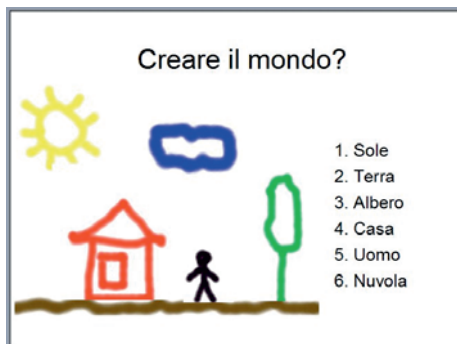 Creare il mondo?
1. Sole
2. Terra
3. Albero
4. Casa
5. Uomo
6. Nuvola